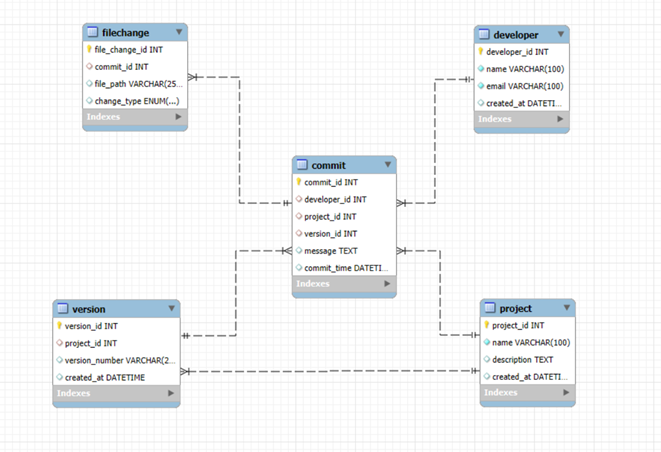 filechange
file_change_id INT
commit_id INT
file_path VARCHAR(25...
change_type ENUM(...)
Indexes
developer
developer_id INT
name VARCHAR(100)
email VARCHAR(100)
created_at DATETI...
Indexes
commit
commit_id INT
developer_id INT
project_id INT
version_id INT
message TEXT
commit_time DATETI...
Indexes
version
version_id INT
project_id INT
version_number VARCHAR(2...
created_at DATETIME
Indexes
project
project_id INT
name VARCHAR(100)
description TEXT
created_at DATETI...
Indexes